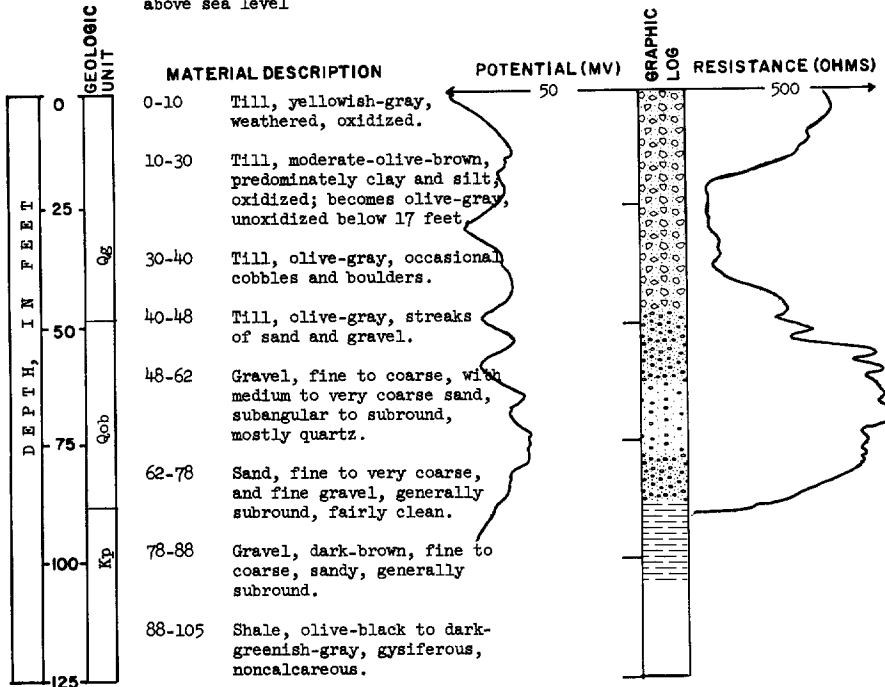 above sea level
GEOLOGIC
UNIT
MATERIAL DESCRIPTION
POTENTIAL (MV)
GRAPHIC
LOG
RESISTANCE (OHMS)
50
500
DEPTH, IN FEET
0
25
50
75
100
125
Qg
Qob
Kp
0-10 Till, yellowish-gray,
weathered, oxidized.
10-30 Till, moderate-olive-brown,
predominately clay and silt,
oxidized; becomes olive-gray,
unoxidized below 17 feet.
30-40 Till, olive-gray, occasional
cobbles and boulders.
40-48 Till, olive-gray, streaks
of sand and gravel.
48-62 Gravel, fine to coarse, with
medium to very coarse sand,
subangular to subround,
mostly quartz.
62-78 Sand, fine to very coarse,
and fine gravel, generally
subround, fairly clean.
78-88 Gravel, dark-brown, fine to
coarse, sandy, generally
subround.
88-105 Shale, olive-black to dark-
greenish-gray, gysiferous,
noncalcareous.